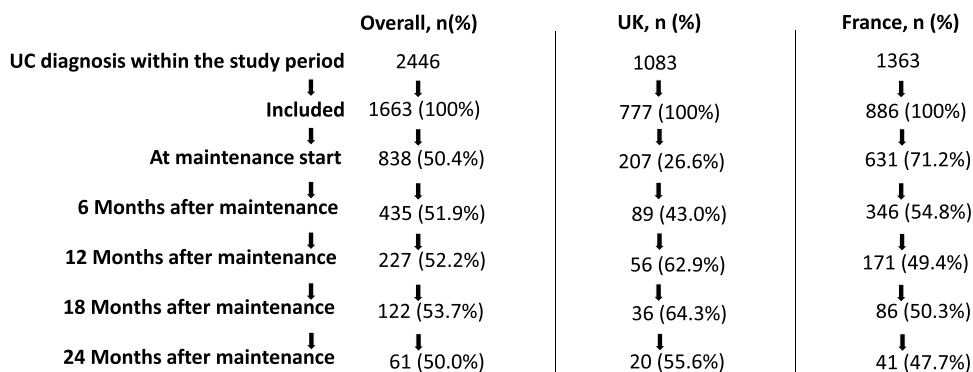 Overall, n(%) UK, n (%) France, n (%)
UC diagnosis within the study period 2446 1083 1363
Included 1663 (100%) 777 (100%) 886 (100%)
At maintenance start 838 (50.4%) 207 (26.6%) 631 (71.2%)
6 Months after maintenance 435 (51.9%) 89 (43.0%) 346 (54.8%)
12 Months after maintenance 227 (52.2%) 56 (62.9%) 171 (49.4%)
18 Months after maintenance 122 (53.7%) 36 (64.3%) 86 (50.3%)
24 Months after maintenance 61 (50.0%) 20 (55.6%) 41 (47.7%)